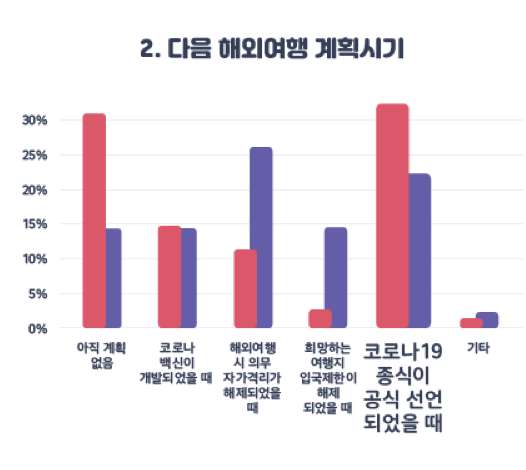 2. 다음 해외여행 계획시기
30%
25%
20%
15%
10%
5%
0%
아직 계획
없음
코로나
백신이
개발되었을 때
해외여행
시 의무
자가격리가
해제되었을
때
희망하는
여행지
입국제한이
해제
되었을 때
코로나19
종식이
공식 선언
되었을 때
기타